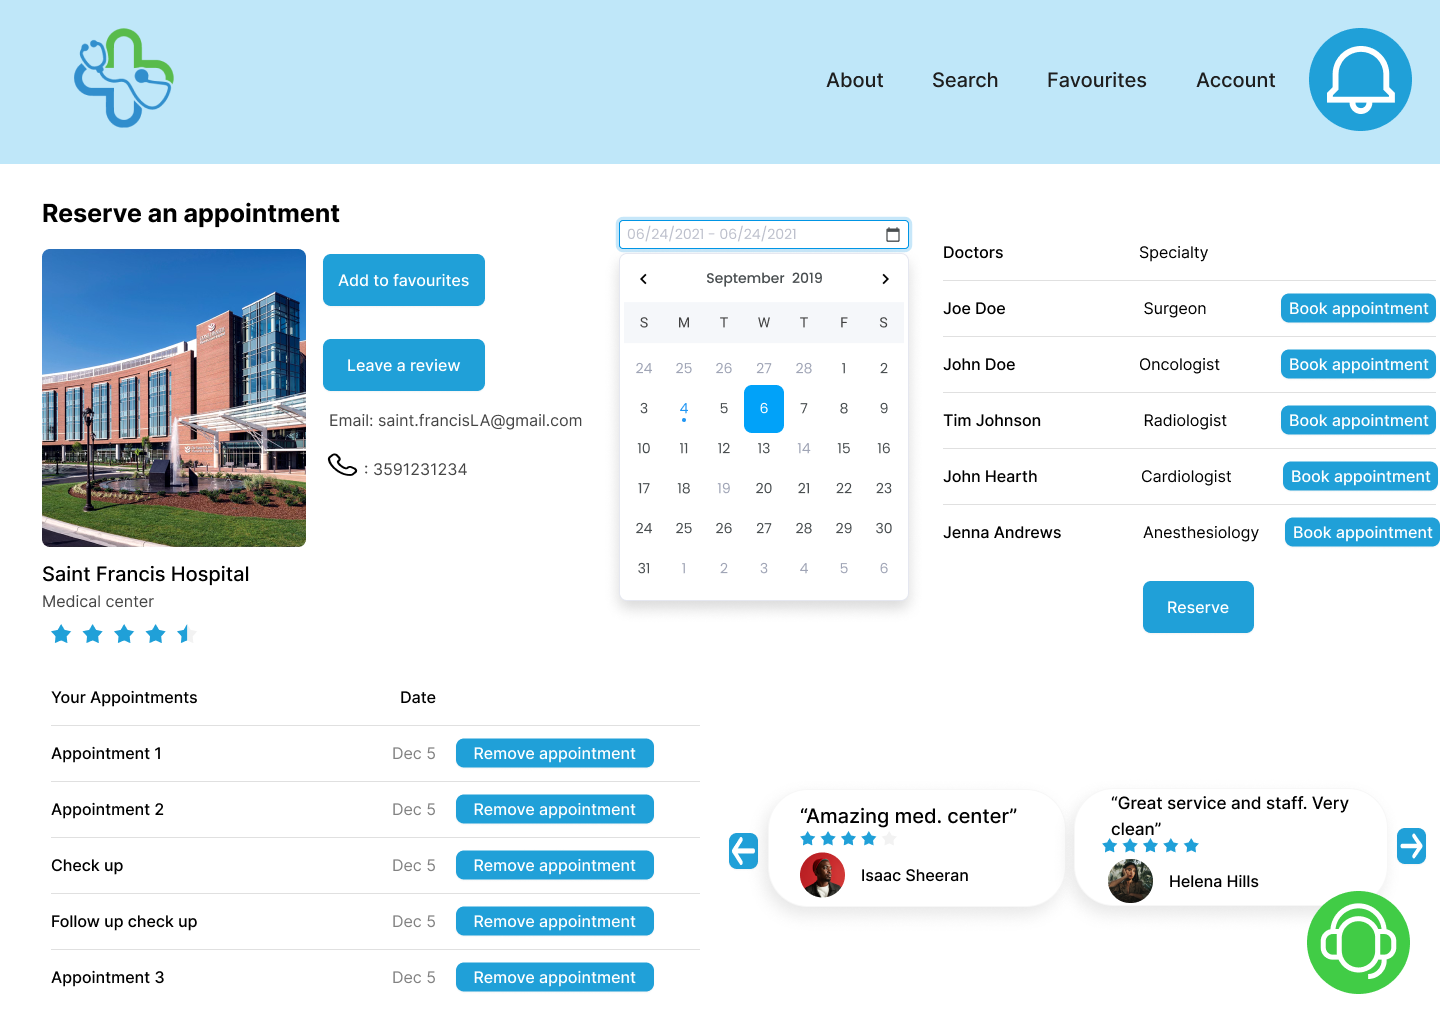 About Search Favourites Account
Reserve an appointment
Add to favourites
Leave a review
Email: saint.francisLA@gmail.com
: 3591231234
Saint Francis Hospital
Medical center
06/24/2021 - 06/24/2021
September 2019
S M T W T F S
24 25 26 27 28 1 2
3 4 5 6 7 8 9
10 11 12 13 14 15 16
17 18 19 20 21 22 23
24 25 26 27 28 29 30
31 1 2 3 4 5 6
Doctors Specialty
Joe Doe Surgeon Book appointment
John Doe Oncologist Book appointment
Tim Johnson Radiologist Book appointment
John Hearth Cardiologist Book appointment
Jenna Andrews Anesthesiology Book appointment
Reserve
Your Appointments Date
Appointment 1 Dec 5 Remove appointment
Appointment 2 Dec 5 Remove appointment
Check up Dec 5 Remove appointment
Follow up check up Dec 5 Remove appointment
Appointment 3 Dec 5 Remove appointment
“Amazing med. center”
Isaac Sheeran
“Great service and staff. Very
clean”
Helena Hills